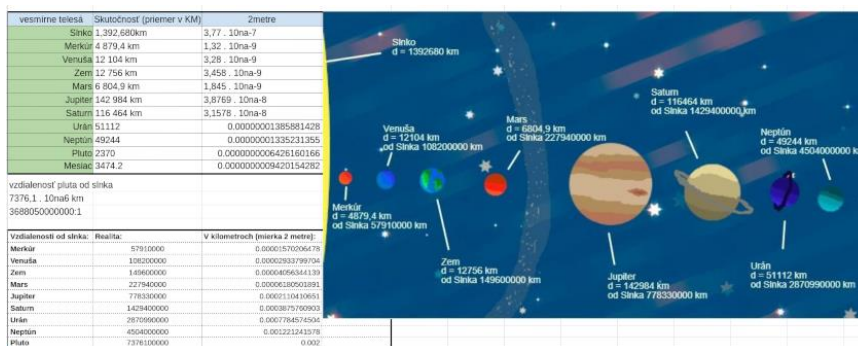 vesmírne telesá Skutočnosť (priemer v KM) 2metre
Slnko 1,392,680km 3,77 . 10na-7
Merkúr 4 879,4 km 1,32 . 10na-9
Venuša 12 104 km 3,28 . 10na-9
Zem 12 756 km 3,458 . 10na-9
Mars 6 804,9 km 1,845 . 10na-9
Jupiter 142 984 km 3,8769 . 10na-8
Saturn 116 464 km 3,1578 . 10na-8
Urán 51112 0.00000001385881428
Neptún 49244 0.00000001335231355
Pluto 2370 0.0000000006426160166
Mesiac 3474.2 0.0000000009420154282
vzdialenosť pluta od slnka
7376,1 . 10na6 km
3688050000000:1
Vzdialenosti od slnka: Realita: V kilometroch (mierka 2 metre):
Merkúr 57910000 0.00001570206478
Venuša 108200000 0.00002933799704
Zem 149600000 0.00004056344139
Mars 227940000 0.00006180501891
Jupiter 778330000 0.0002110410651
Saturn 1429400000 0.0003875760903
Urán 2870990000 0.0007784574504
Neptún 4504000000 0.001221241578
Pluto 7376100000 0.002
Slnko
d = 1392680 km
Venuša
d = 12104 km
od Slnka 108200000 km
Mars
d = 6804,9 km
od Slnka 227940000 km
Saturn
d = 116464 km
od Slnka 1429400000 km
Neptún
d = 49244 km
od Slnka 4504000000 k
Merkúr
d = 4879,4 km
od Slnka 57910000 km
Zem
d = 12756 km
od Slnka 149600000 km
Jupiter
d = 142984 km
od Slnka 778330000 km
Urán
d = 51112 km
od Slnka 2870990000 km